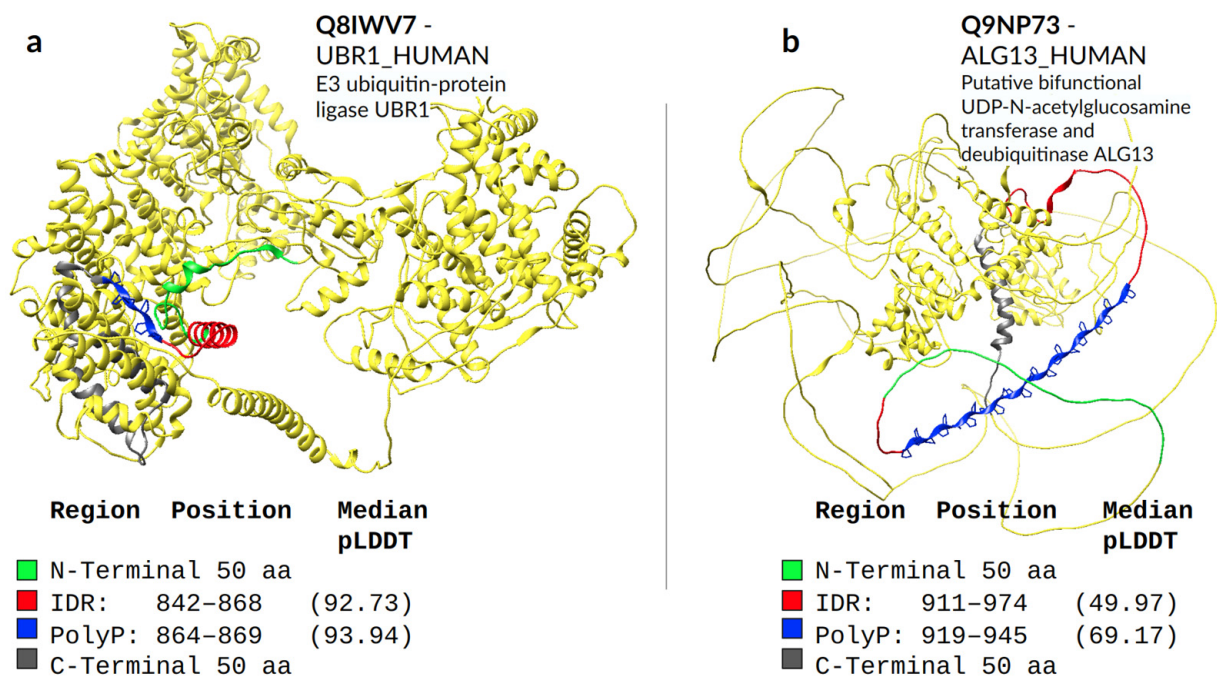 a
Q8IWV7 -
UBR1_HUMAN
E3 ubiquitin-protein
ligase UBR1
Region Position Median
pLDDT
N-Terminal 50 aa
IDR: 842–868 (92.73)
PolyP: 864–869 (93.94)
C-Terminal 50 aa
b
Q9NP73 -
ALG13_HUMAN
Putative bifunctional
UDP-N-acetylglucosamine
transferase and
deubiquitinase ALG13
Region Position Median
pLDDT
N-Terminal 50 aa
IDR: 911–974 (49.97)
PolyP: 919–945 (69.17)
C-Terminal 50 aa